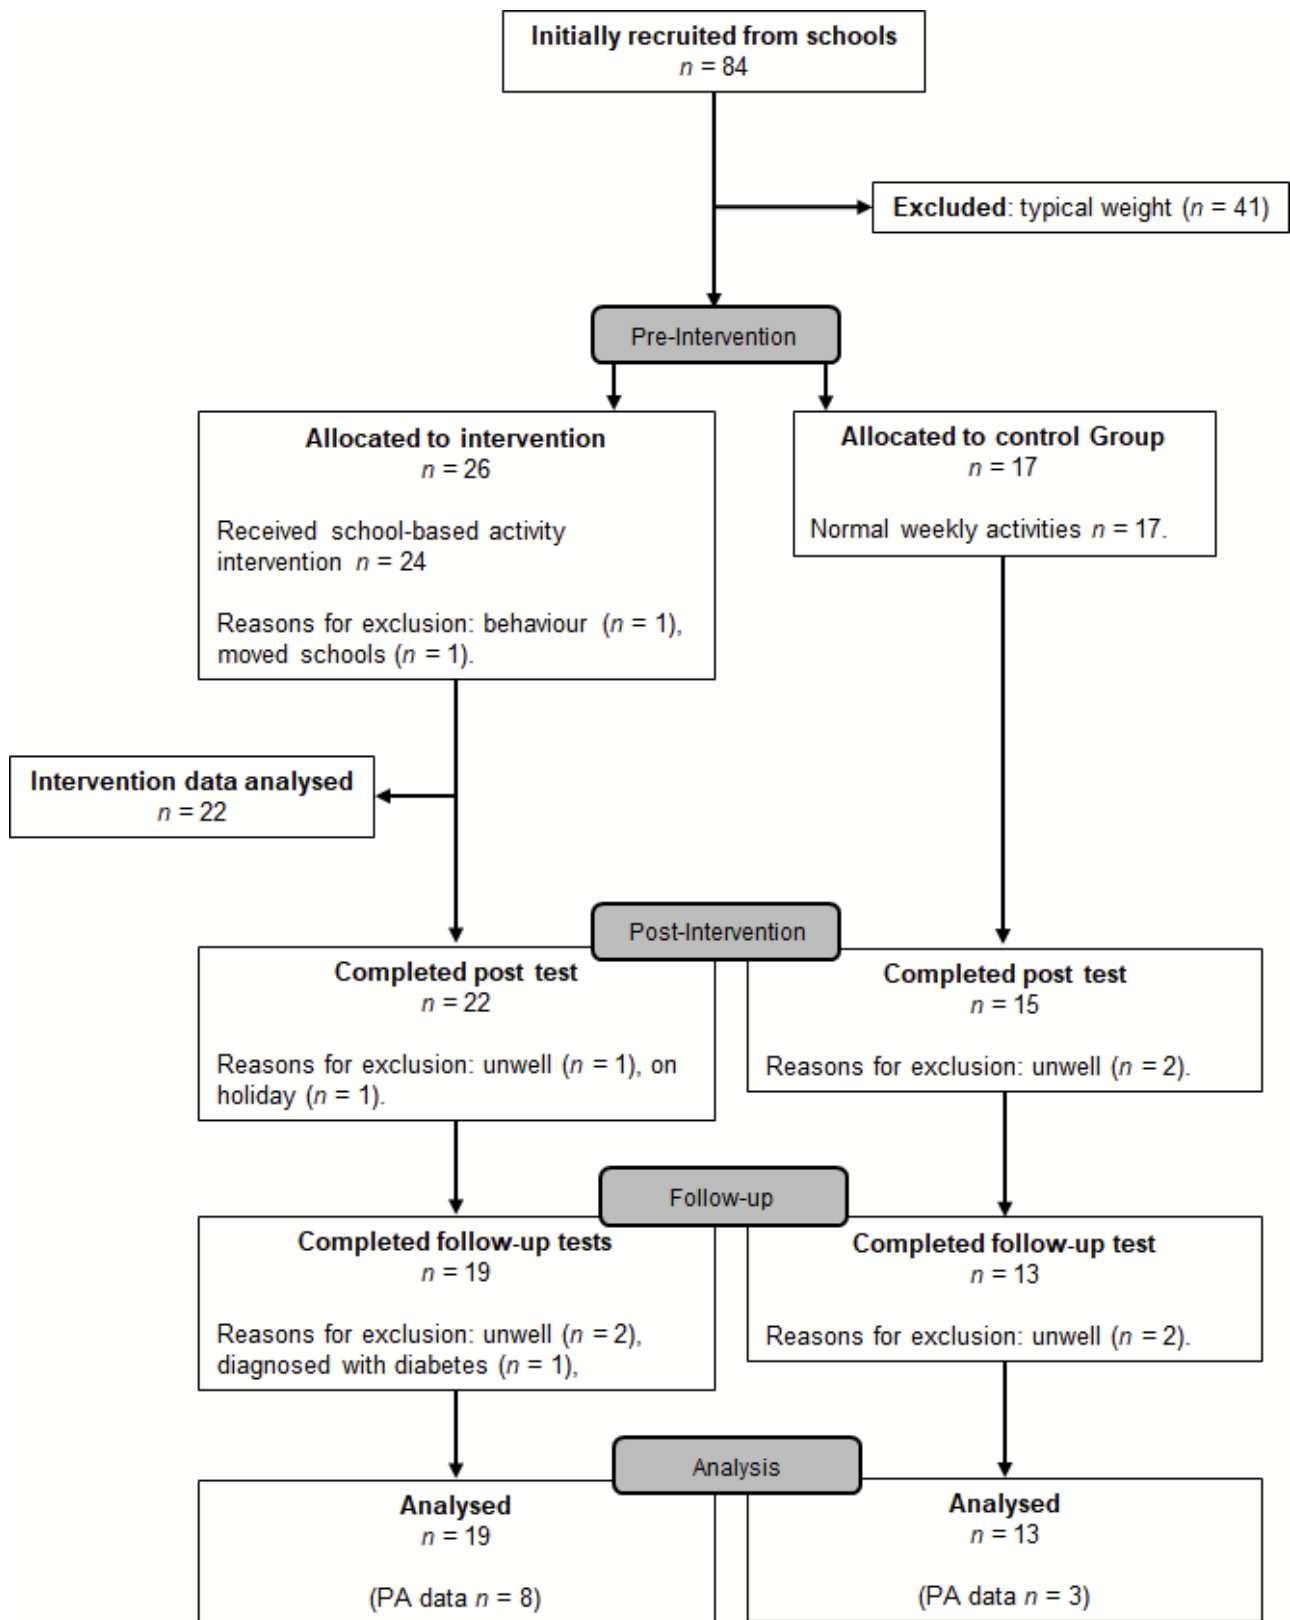 Initially recruited from schools
n = 84
Excluded: typical weight (n = 41)
Pre-Intervention
Allocated to intervention
n = 26
Received school-based activity
intervention n = 24
Reasons for exclusion: behaviour (n = 1),
moved schools (n = 1).
Allocated to control Group
n = 17
Normal weekly activities n = 17.
Intervention data analysed
n = 22
Post-Intervention
Completed post test
n = 22
Reasons for exclusion: unwell (n = 1), on
holiday (n = 1).
Completed post test
n = 15
Reasons for exclusion: unwell (n = 2).
Follow-up
Completed follow-up tests
n = 19
Reasons for exclusion: unwell (n = 2),
diagnosed with diabetes (n = 1),
Completed follow-up test
n = 13
Reasons for exclusion: unwell (n = 2).
Analysis
Analysed
n = 19
(PA data n = 8)
Analysed
n = 13
(PA data n = 3)